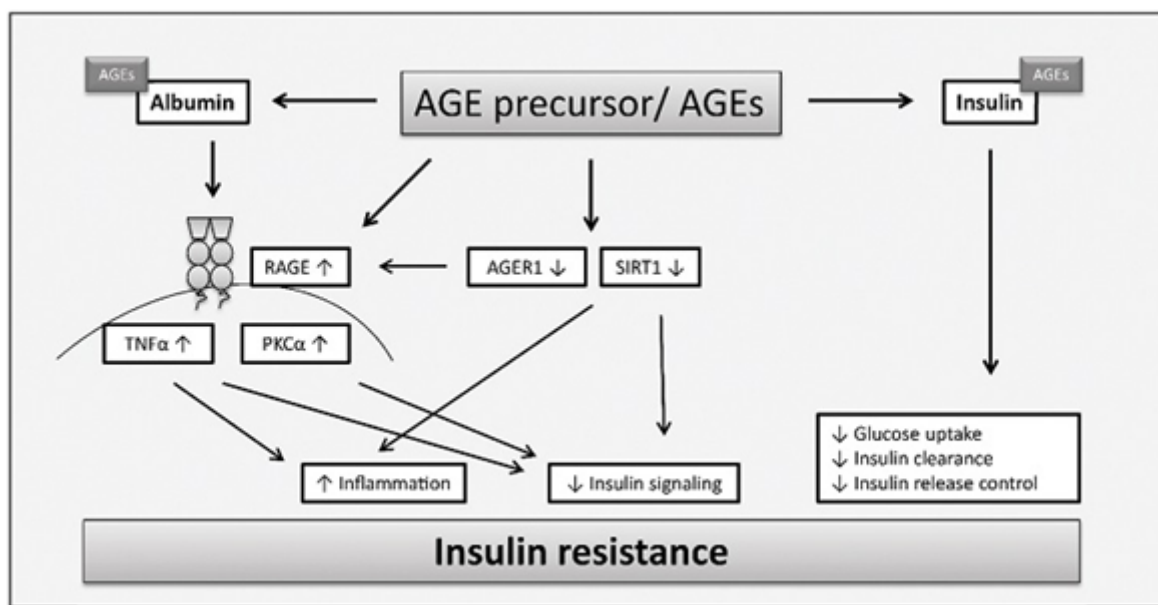 AGEs
Albumin
AGE precursor/ AGEs
AGEs
Insulin
RAGE ↑
AGER1 ↓
SIRT1 ↓
TNFα ↑
PKCα ↑
↑ Inflammation
↓ Insulin signaling
↓ Glucose uptake
↓ Insulin clearance
↓ Insulin release control
Insulin resistance